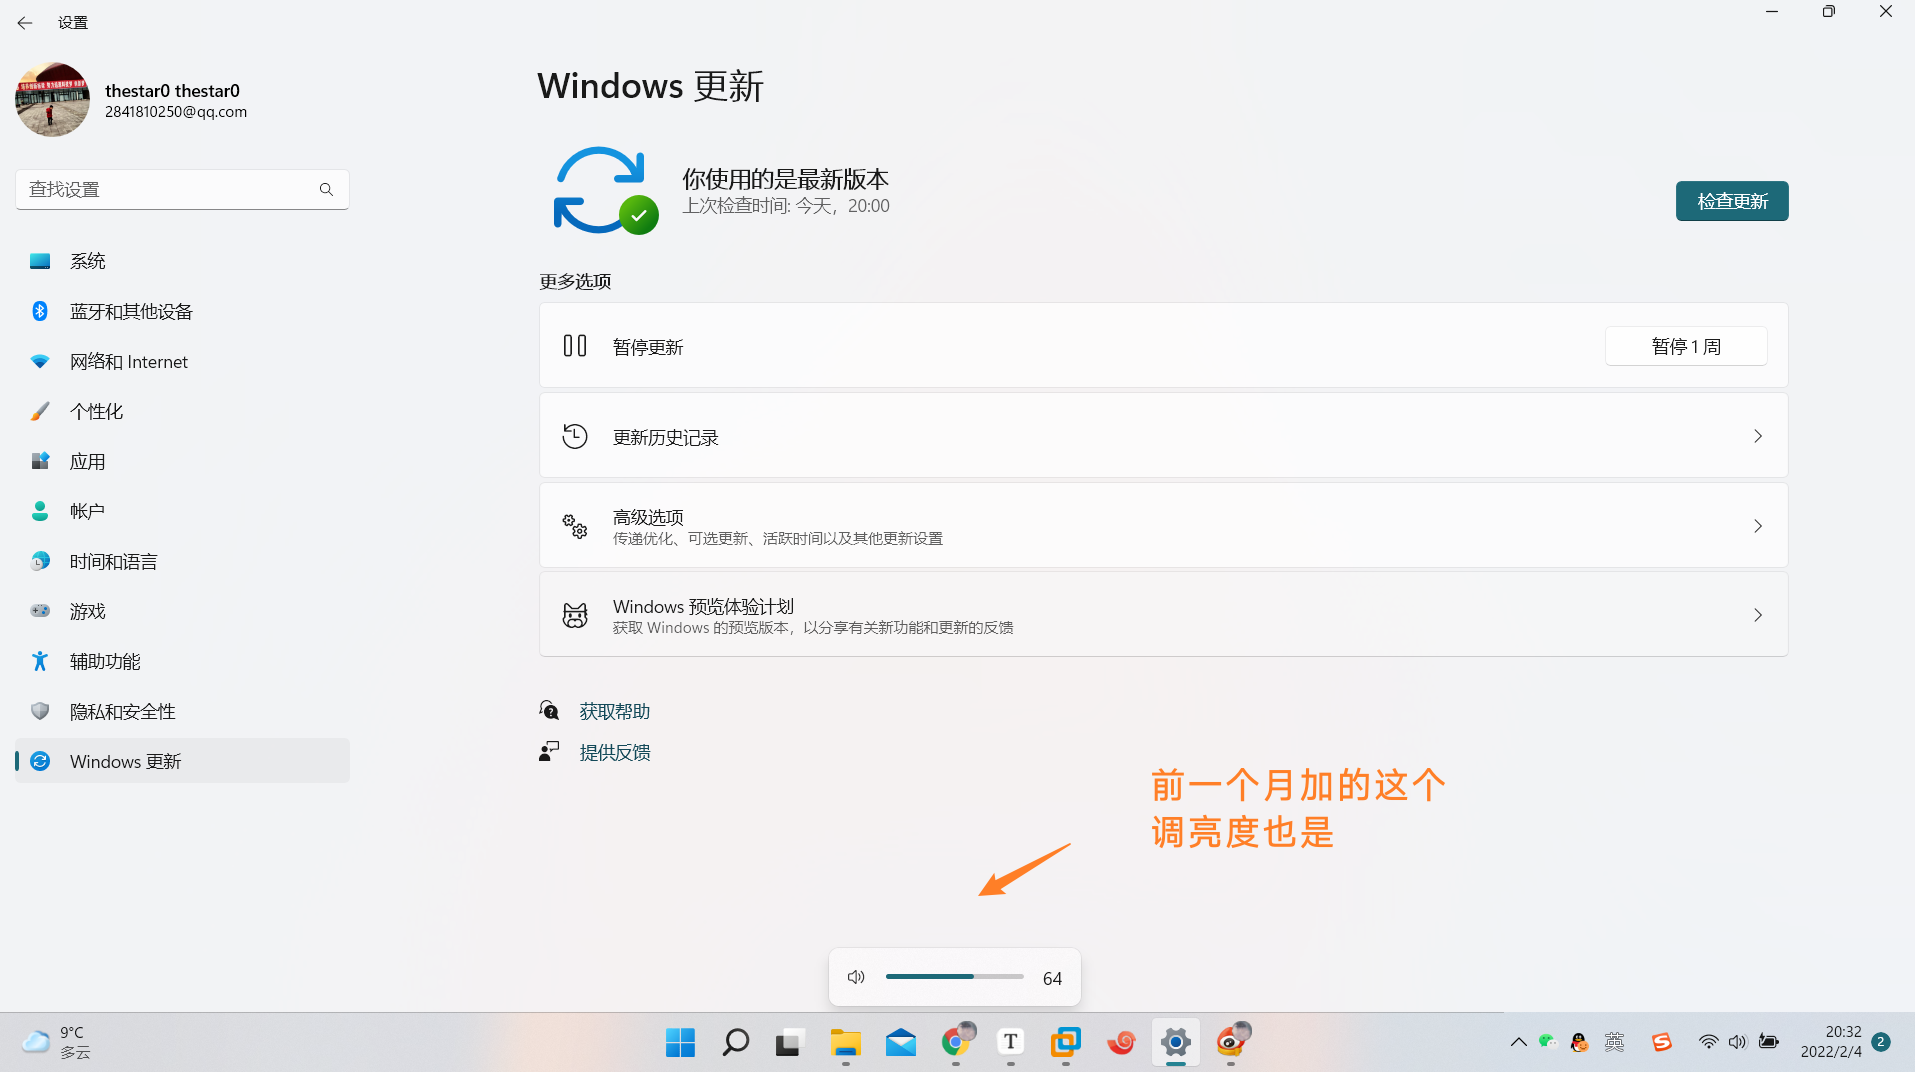 设置
thestar0 thestar0
2841810250@qq.com
查找设置
系统
蓝牙和其他设备
网络和 Internet
个性化
应用
帐户
时间和语言
游戏
辅助功能
隐私和安全性
Windows 更新
Windows 更新
你使用的是最新版本
上次检查时间: 今天，20:00
检查更新
更多选项
暂停更新
暂停 1 周
更新历史记录
高级选项
传递优化、可选更新、活跃时间以及其他更新设置
Windows 预览体验计划
获取 Windows 的预览版本，以分享有关新功能和更新的反馈
获取帮助
提供反馈
前一个月加的这个
调亮度也是
64
9°C
多云
T
英
20:32
2022/2/4
2